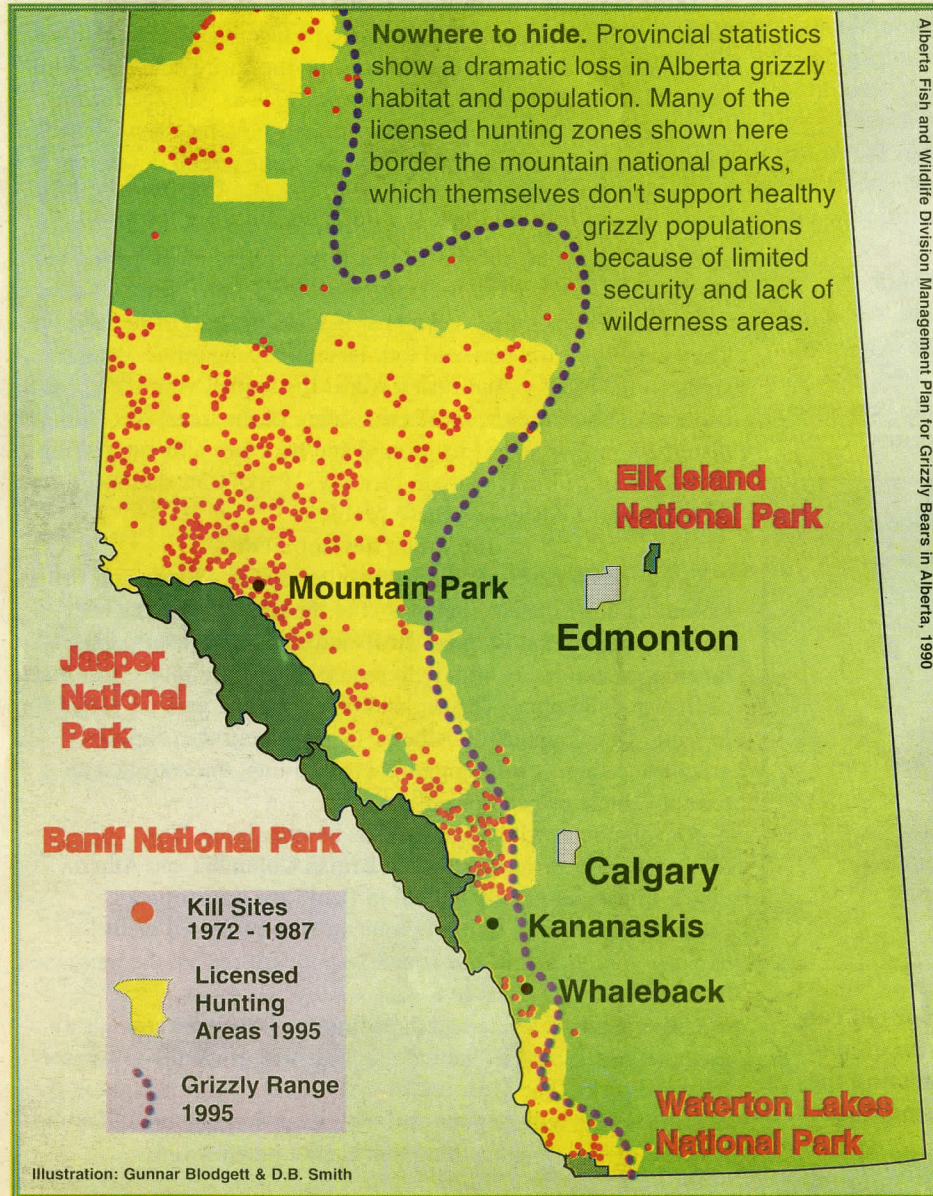 Nowhere to hide. Provincial statistics
show a dramatic loss in Alberta grizzly
habitat and population. Many of the
licensed hunting zones shown here
border the mountain national parks,
which themselves don't support healthy
grizzly populations
because of limited
security and lack of
wilderness areas.
Alberta Fish and Wildlife Division Management Plan for Grizzly Bears in Alberta, 1990
Elk Island
National Park
Mountain Park
Edmonton
Jasper
National
Park
Banff National Park
Calgary
Kananaskis
Whaleback
Waterton Lakes
National Park
Kill Sites
1972 - 1987
Licensed
Hunting
Areas 1995
Grizzly Range
1995
Illustration: Gunnar Blodgett & D.B. Smith